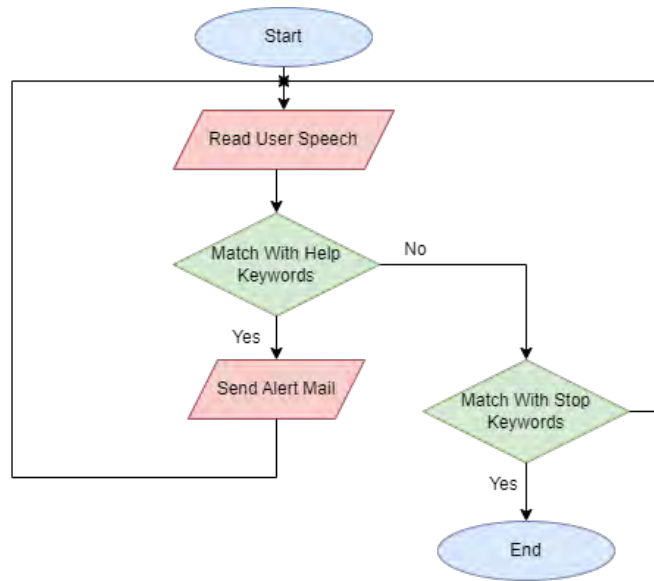 Start
Read User Speech
Match With Help
Keywords
No
Yes
Send Alert Mail
Match With Stop
Keywords
Yes
End